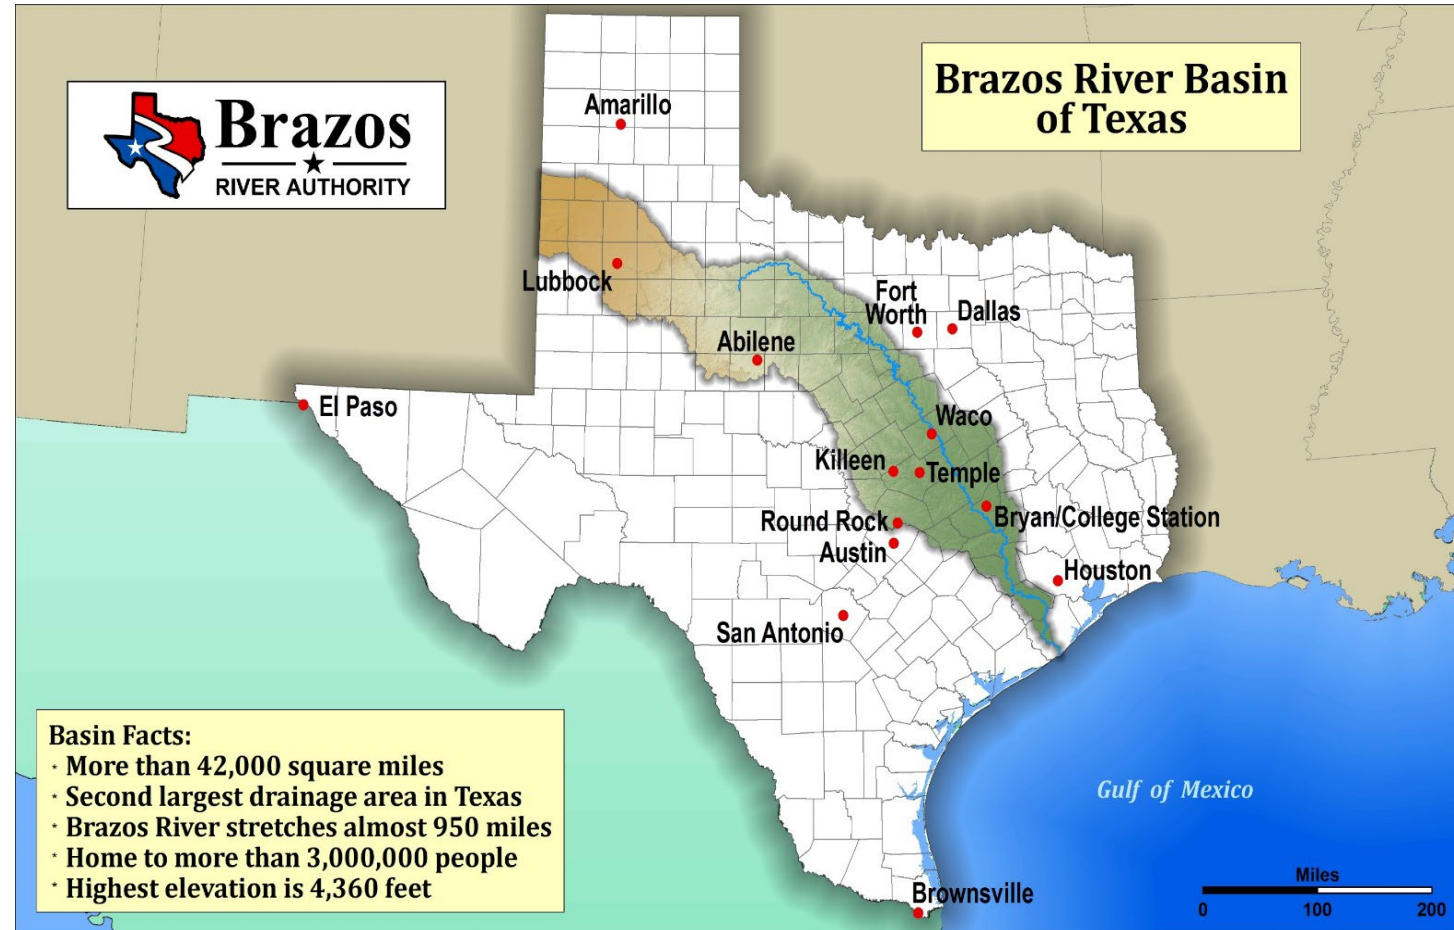 Brazos
RIVER AUTHORITY
Brazos River Basin
of Texas
Amarillo
Lubbock
Abilene
Fort
Worth
Dallas
El Paso
Waco
Killeen
Temple
Round Rock
Bryan/College Station
Austin
Houston
San Antonio
Brownsville
Gulf of Mexico
Basin Facts:
* More than 42,000 square miles
* Second largest drainage area in Texas
* Brazos River stretches almost 950 miles
* Home to more than 3,000,000 people
* Highest elevation is 4,360 feet
Miles
0 100 200